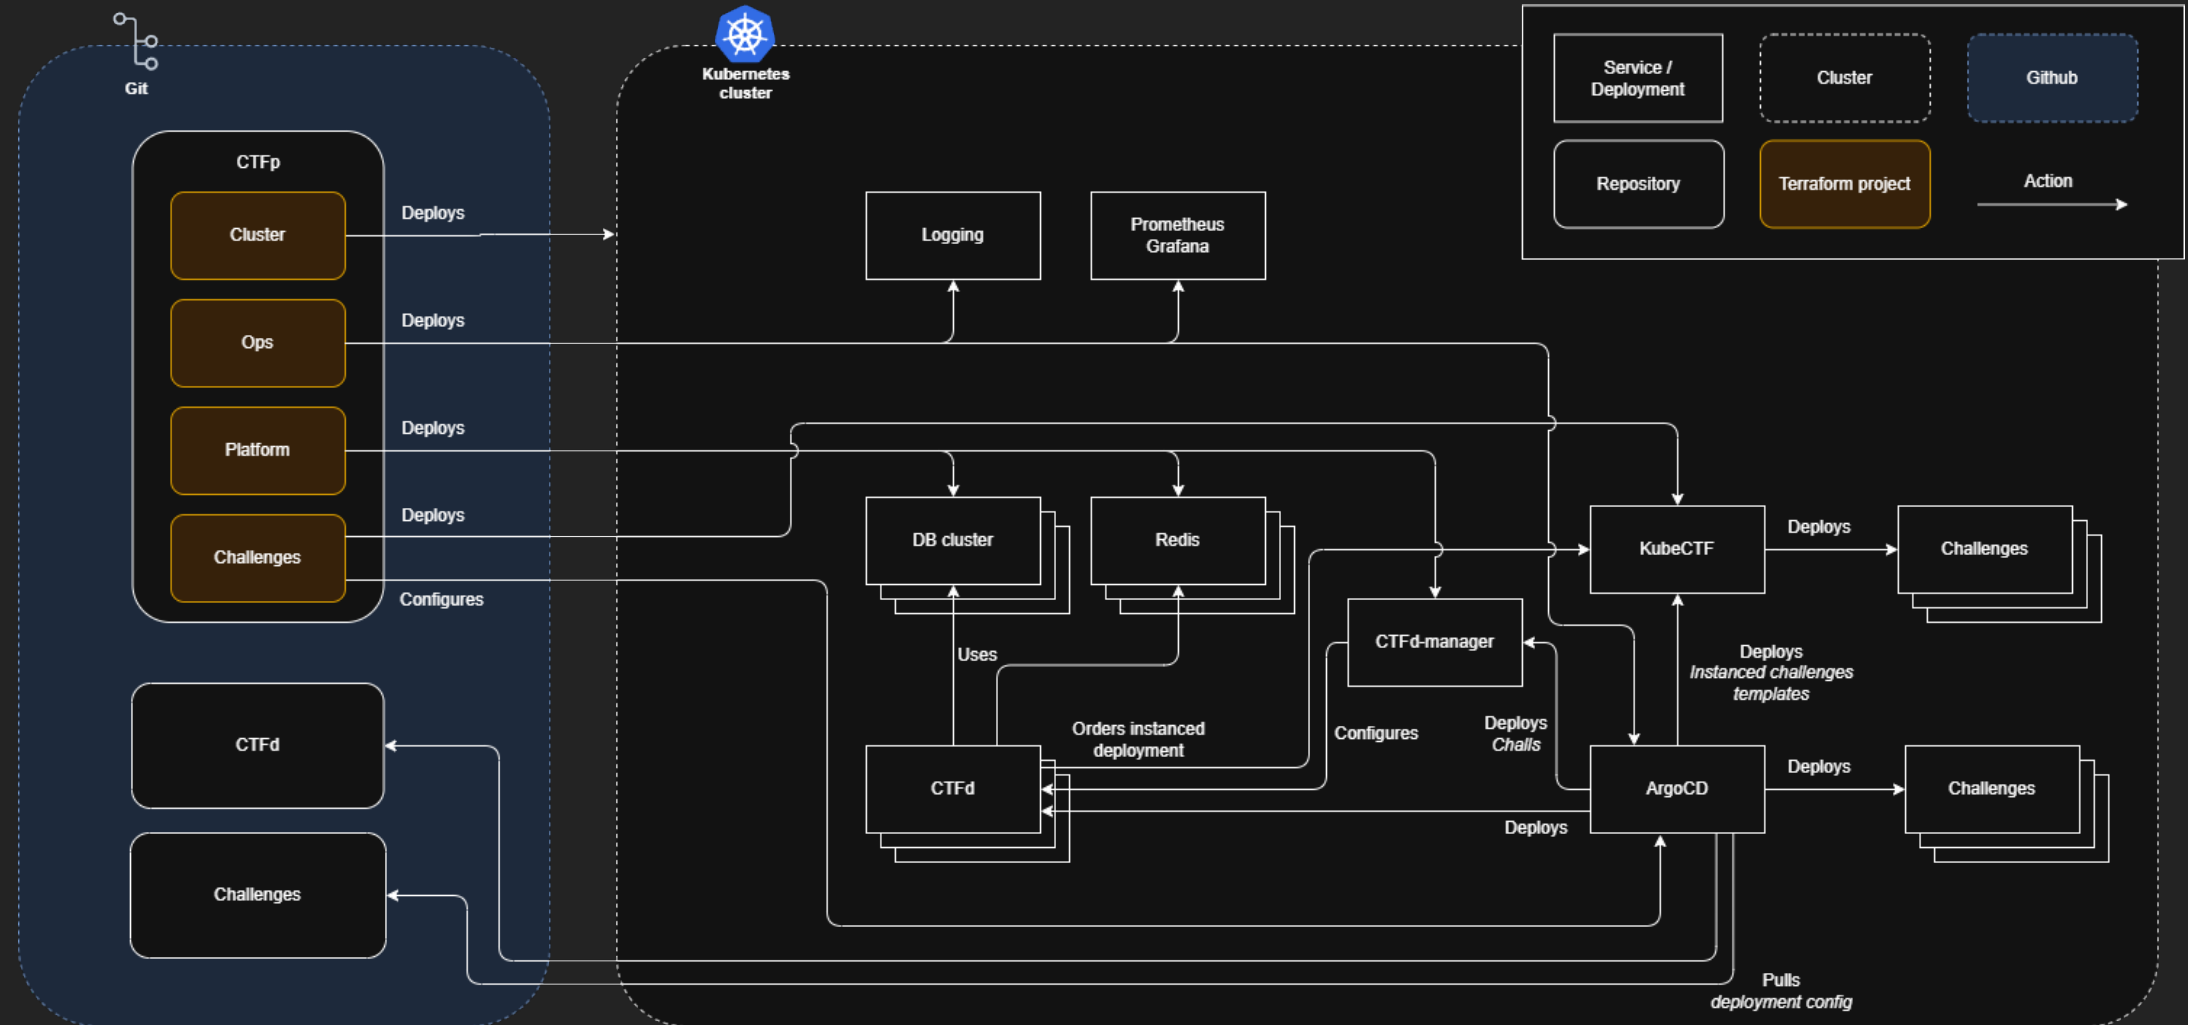 Git
Kubernetes
cluster
Service /
Deployment
Cluster
Github
Repository
Terraform project
Action
CTFp
Cluster
Deploys
Ops
Deploys
Platform
Deploys
Challenges
Deploys
Configures
CTFd
Challenges
Logging
Prometheus
Grafana
DB cluster
Redis
KubeCTF
Deploys
Challenges
CTFd-manager
Uses
Deploys
Instanced challenges
templates
Orders instanced
deployment
Configures
Deploys
Challs
CTFd
ArgoCD
Deploys
Challenges
Deploys
Pulls
deployment config